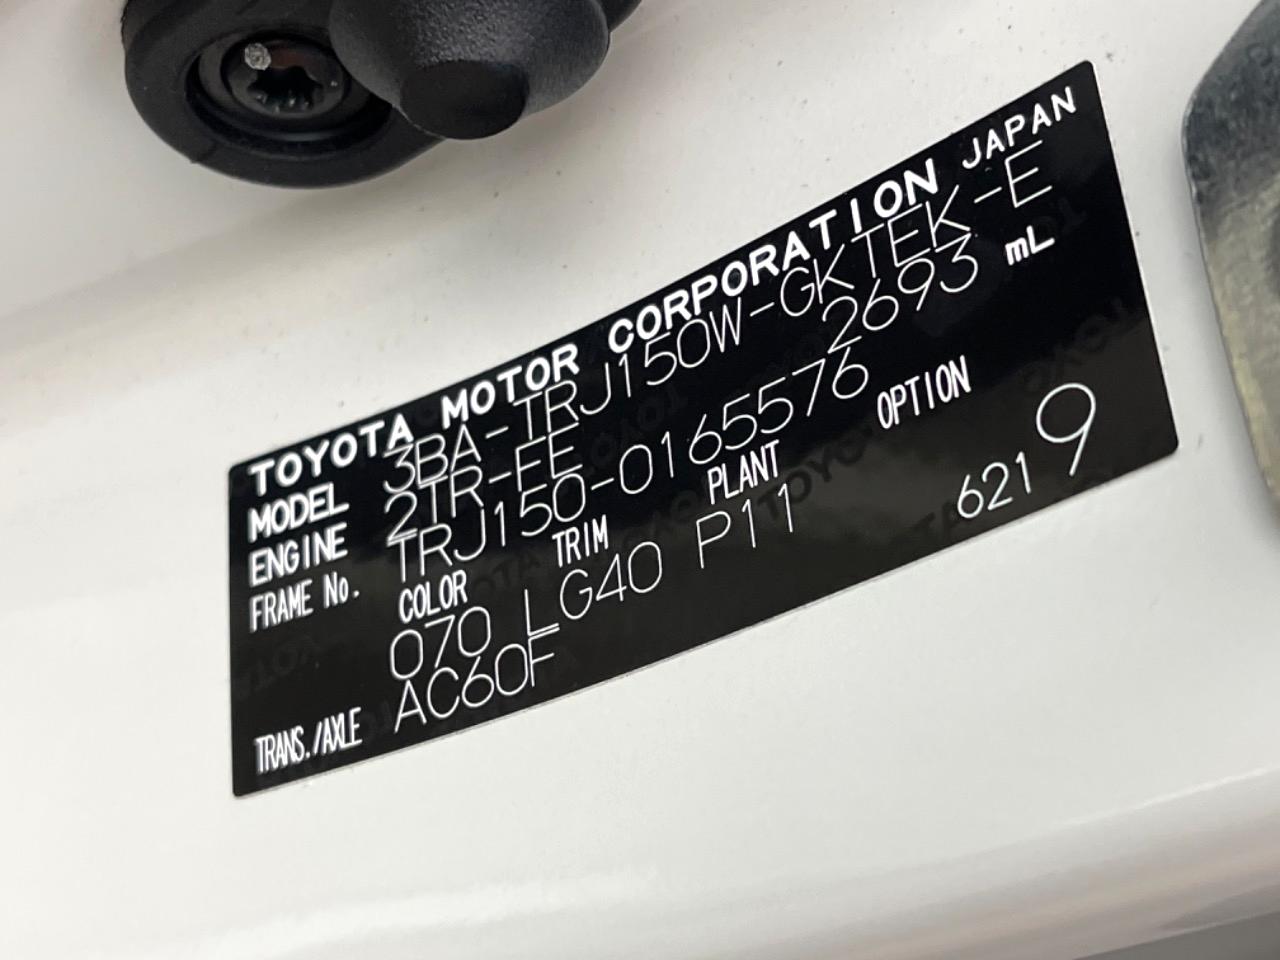 TOYOTA MOTOR CORPORATION JAPAN
MODEL 3BA-TRJ150W-GKTEK-E
ENGINE 2TR-FE 2693 mL
FRAME No. TRJ150-0165576
COLOR TRIM PLANT OPTION
070 LG40 P11 621 9
TRANS./AXLE AC60F